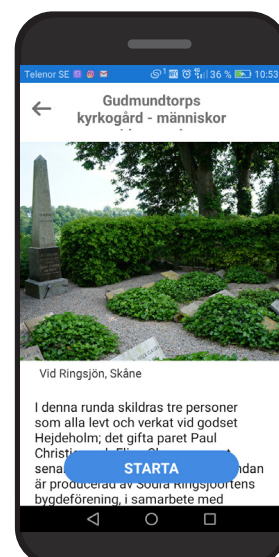 Telenor SE
36 % 10:53
Gudmundtorps
kyrkogård - människor
Vid Ringsjön, Skåne
I denna runda skildras tre personer
som alla levt och verkat vid godset
Hejdeholm; det gifta paret Paul
STARTA
är producerad av Södra Ringsjöortens
bygdeförening, i samarbete med